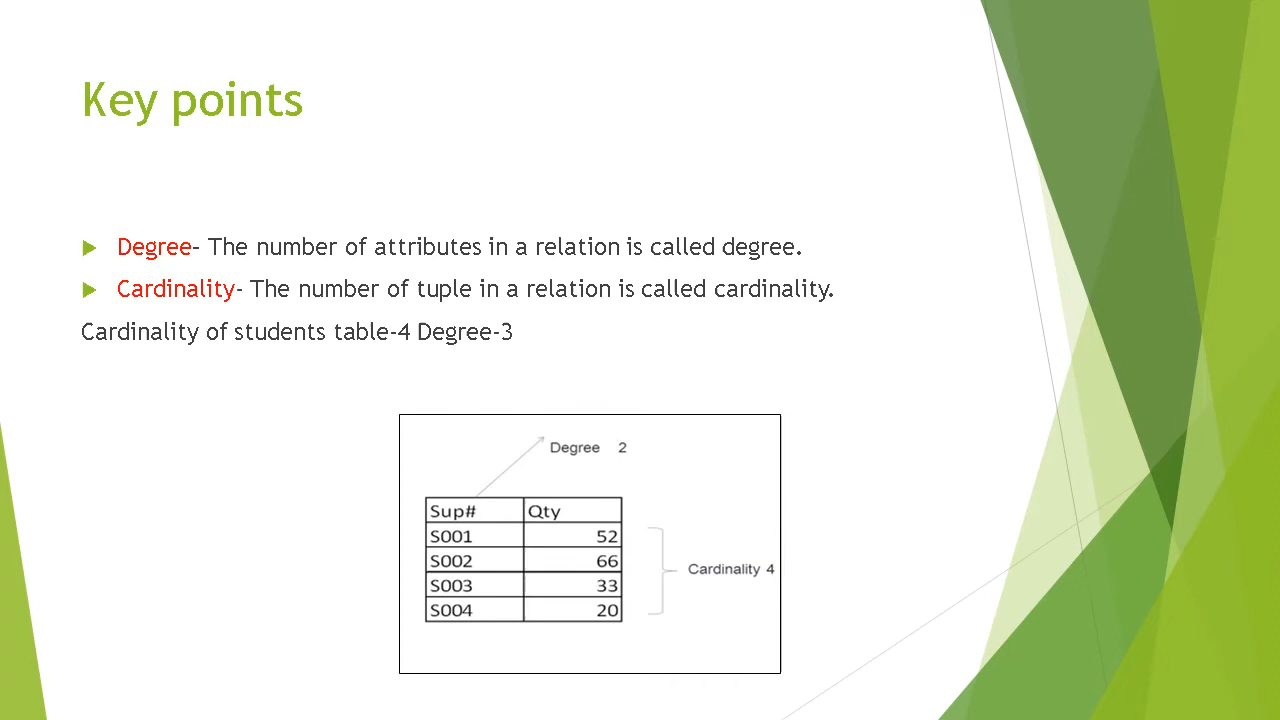 Key points
Degree- The number of attributes in a relation is called degree.
Cardinality- The number of tuple in a relation is called cardinality.
Cardinality of students table-4 Degree-3
Degree 2
Sup# Qty
S001 52
S002 66
S003 33
S004 20
Cardinality 4